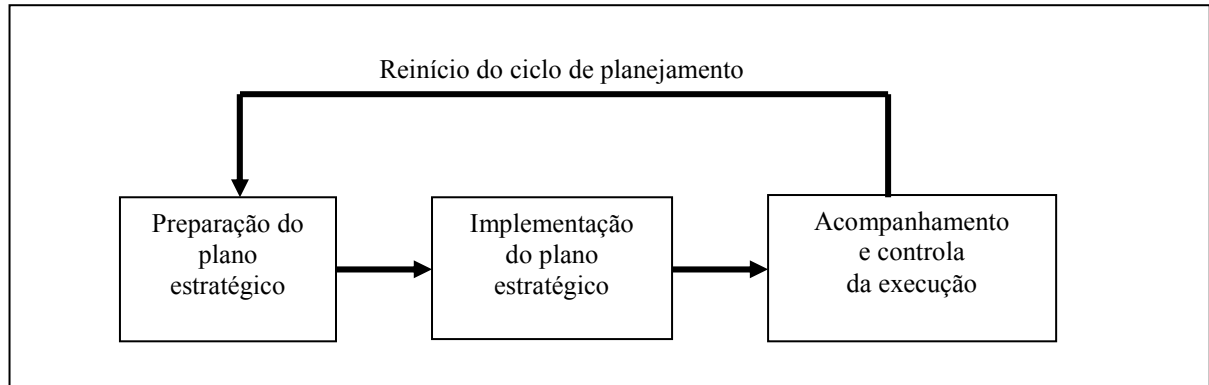 Reinício do ciclo de planejamento
Preparação do
plano
estratégico
Implementação
do plano
estratégico
Acompanhamento
e controla
da execução